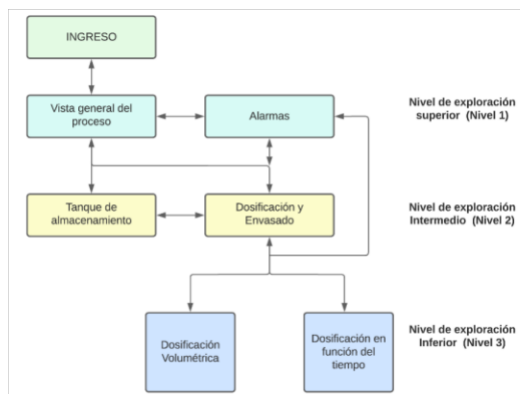 INGRESO
Vista general del
proceso
Alarmas
Nivel de exploración
superior (Nivel 1)
Tanque de
almacenamiento
Dosificación y
Envasado
Nivel de exploración
Intermedio (Nivel 2)
Dosificación
Volumétrica
Dosificación en
función del
tiempo
Nivel de exploración
Inferior (Nivel 3)